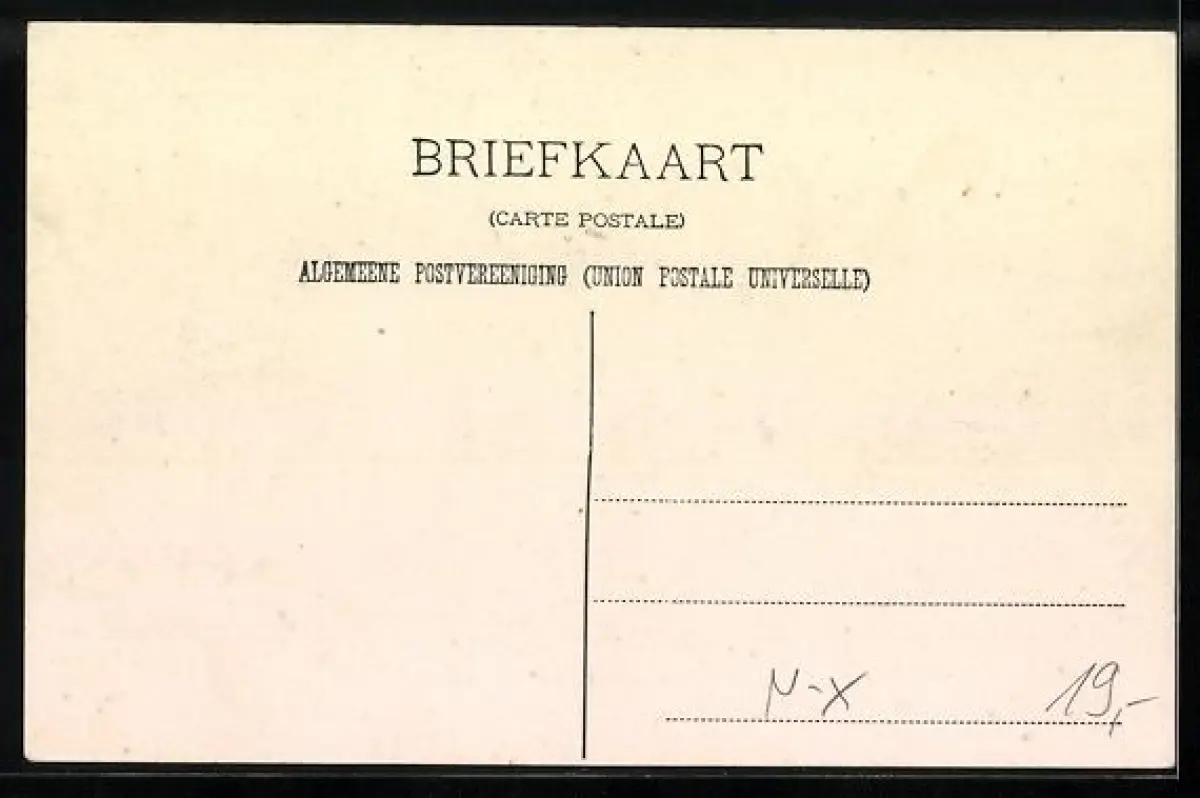 BRIEFKAART
(CARTE POSTALE)
ALGEMEENE POSTVEREENIGING (UNION POSTALE UNIVERSELLE)
N-X 19,-